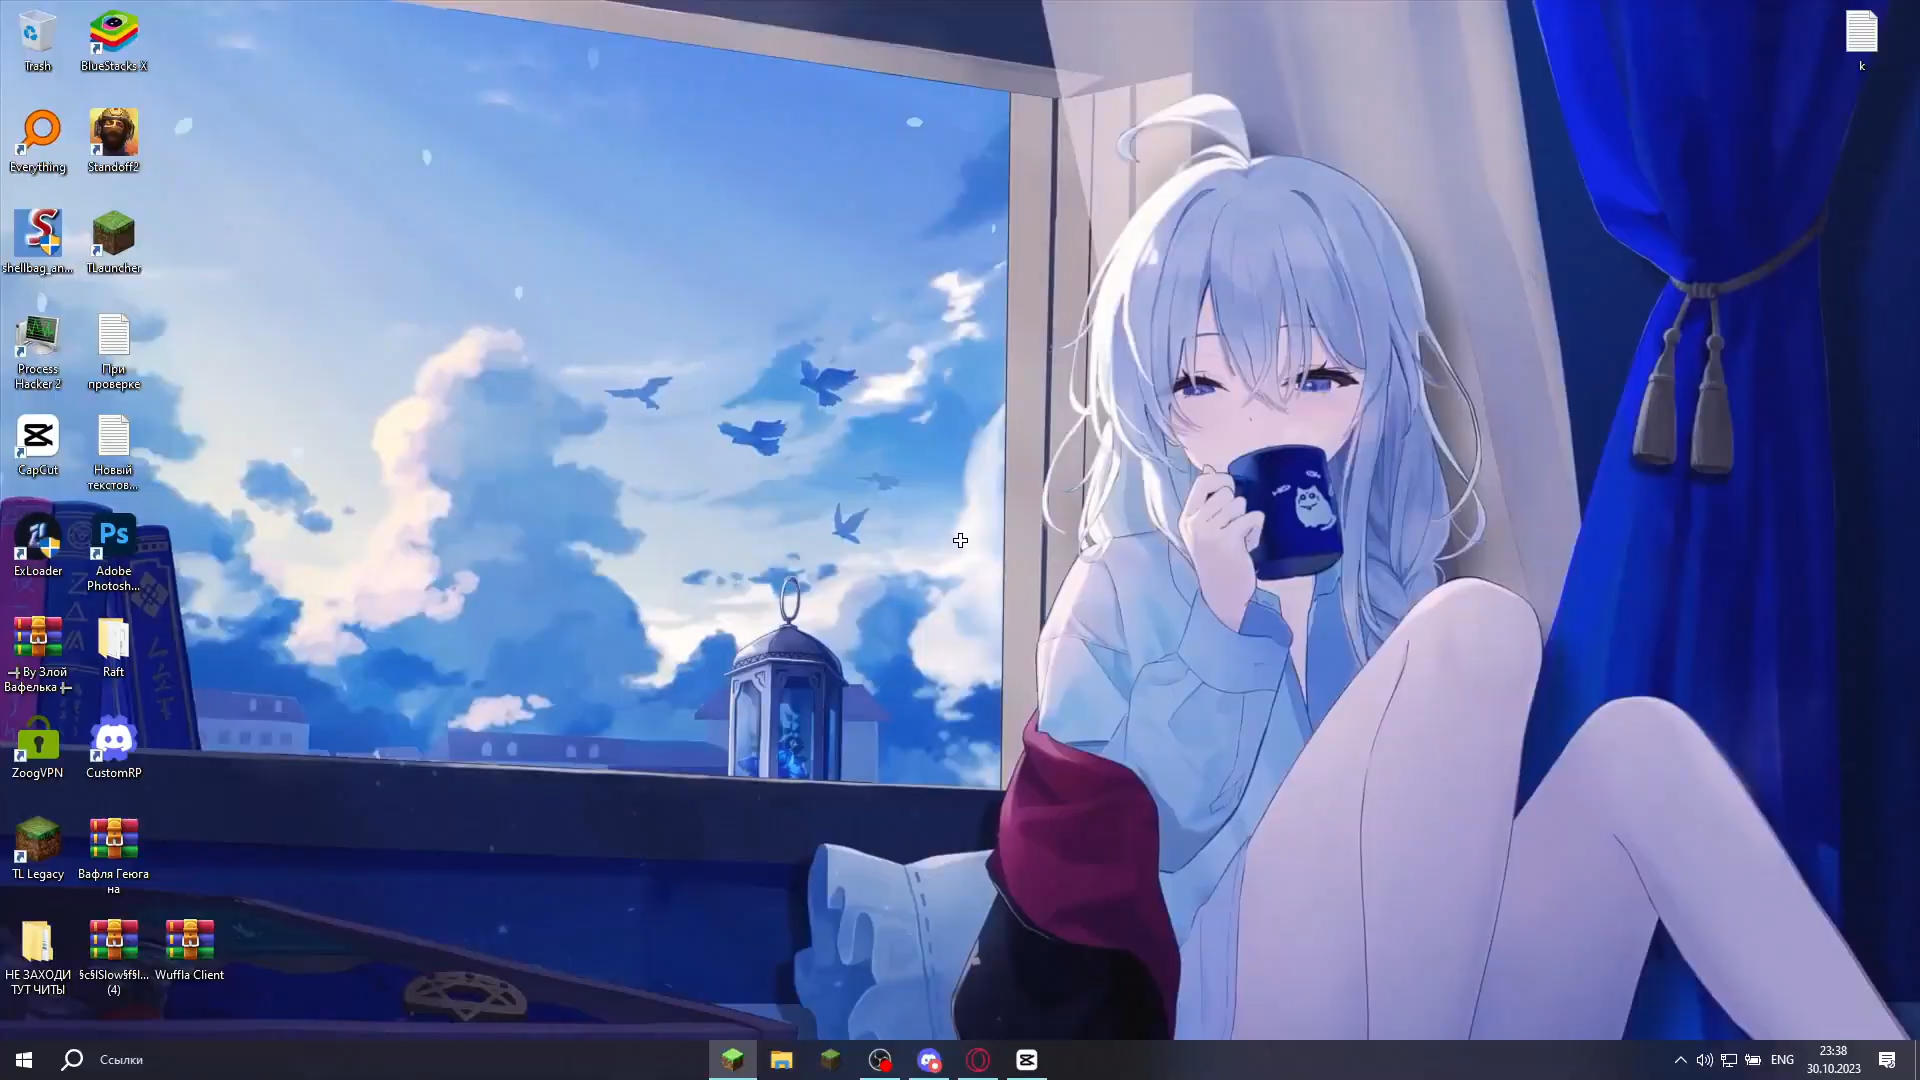 Trash
BlueStacks X
k
Everything
Standoff2
shellbag_an...
TLauncher
Process
Hacker 2
При
проверке
CapCut
Новый
текстов...
ExLoader
Ps
Adobe
Photosh...
By Злой
Вафелька
Raft
ZoogVPN
CustomRP
TL Legacy
Вафля Геюга
на
НЕ ЗАХОДИ
ТУТ ЧИТЫ
§c§lSlow§f§l...
(4)
Wuffla Client
Ссылки
ENG
23:38
30.10.2023